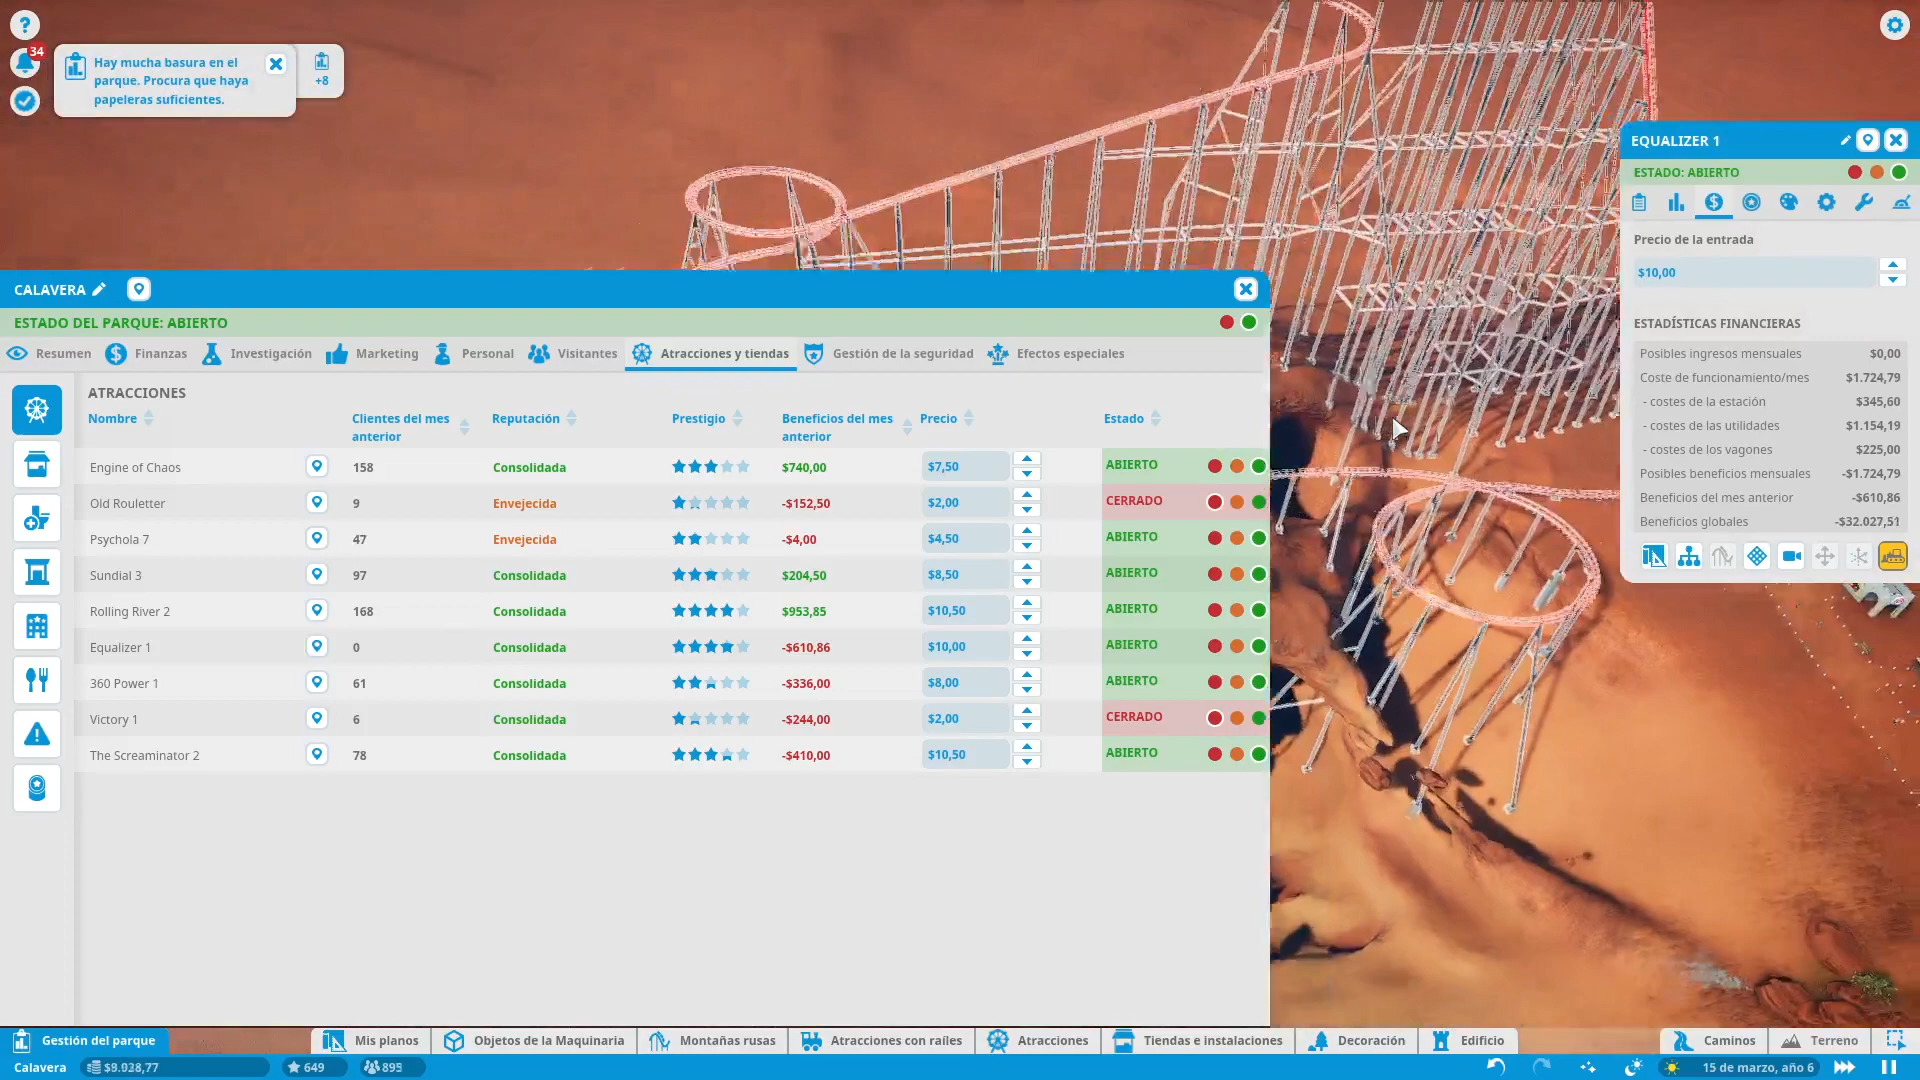 ?
34
Hay mucha basura en el
parque. Procura que haya
papeleras suficientes.
+8
CALAVERA
ESTADO DEL PARQUE: ABIERTO
Resumen Finanzas Investigación Marketing Personal Visitantes Atracciones y tiendas Gestión de la seguridad Efectos especiales
ATRACCIONES
Nombre Clientes del mes anterior Reputación Prestigio Beneficios del mes anterior Precio Estado
Engine of Chaos 158 Consolidada $740,00 $7,50 ABIERTO
Old Rouletter 9 Envejecida -$152,50 $2,00 CERRADO
Psychola 7 47 Envejecida -$4,00 $4,50 ABIERTO
Sundial 3 97 Consolidada $204,50 $8,50 ABIERTO
Rolling River 2 168 Consolidada $953,85 $10,50 ABIERTO
Equalizer 1 0 Consolidada -$610,86 $10,00 ABIERTO
360 Power 1 61 Consolidada -$336,00 $8,00 ABIERTO
Victory 1 6 Consolidada -$244,00 $2,00 CERRADO
The Screaminator 2 78 Consolidada -$410,00 $10,50 ABIERTO
EQUALIZER 1
ESTADO: ABIERTO
Precio de la entrada
$10,00
ESTADÍSTICAS FINANCIERAS
Posibles ingresos mensuales $0,00
Coste de funcionamiento/mes $1.724,79
- costes de la estación $345,60
- costes de las utilidades $1.154,19
- costes de los vagones $225,00
Posibles beneficios mensuales -$1.724,79
Beneficios del mes anterior -$610,86
Beneficios globales -$32.027,51
Gestión del parque Mis planos Objetos de la Maquinaria Montañas rusas Atracciones con raíles Atracciones Tiendas e instalaciones Decoración Edificio Caminos Terreno
Calavera 649 15 de marzo, año 6